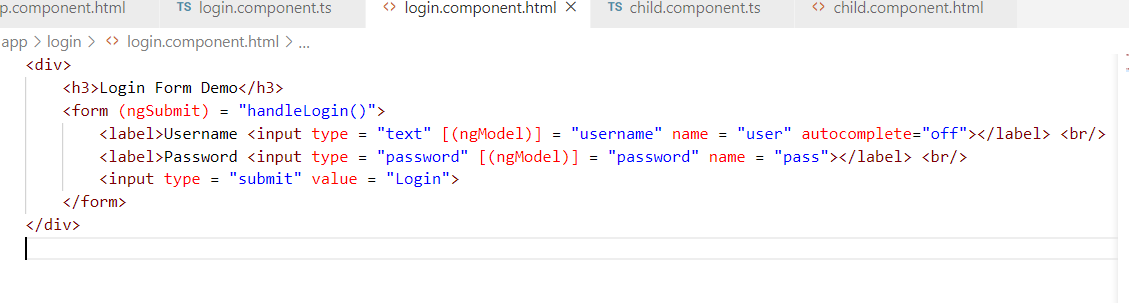 p.component.html TS login.component.ts <> login.component.html × TS child.component.ts <> child.component.html
app > login > <> login.component.html > ...
<div>
<h3>Login Form Demo</h3>
<form (ngSubmit) = "handleLogin()">
<label>Username <input type = "text" [(ngModel)] = "username" name = "user" autocomplete="off"></label> <br/>
<label>Password <input type = "password" [(ngModel)] = "password" name = "pass"></label> <br/>
<input type = "submit" value = "Login">
</form>
</div>